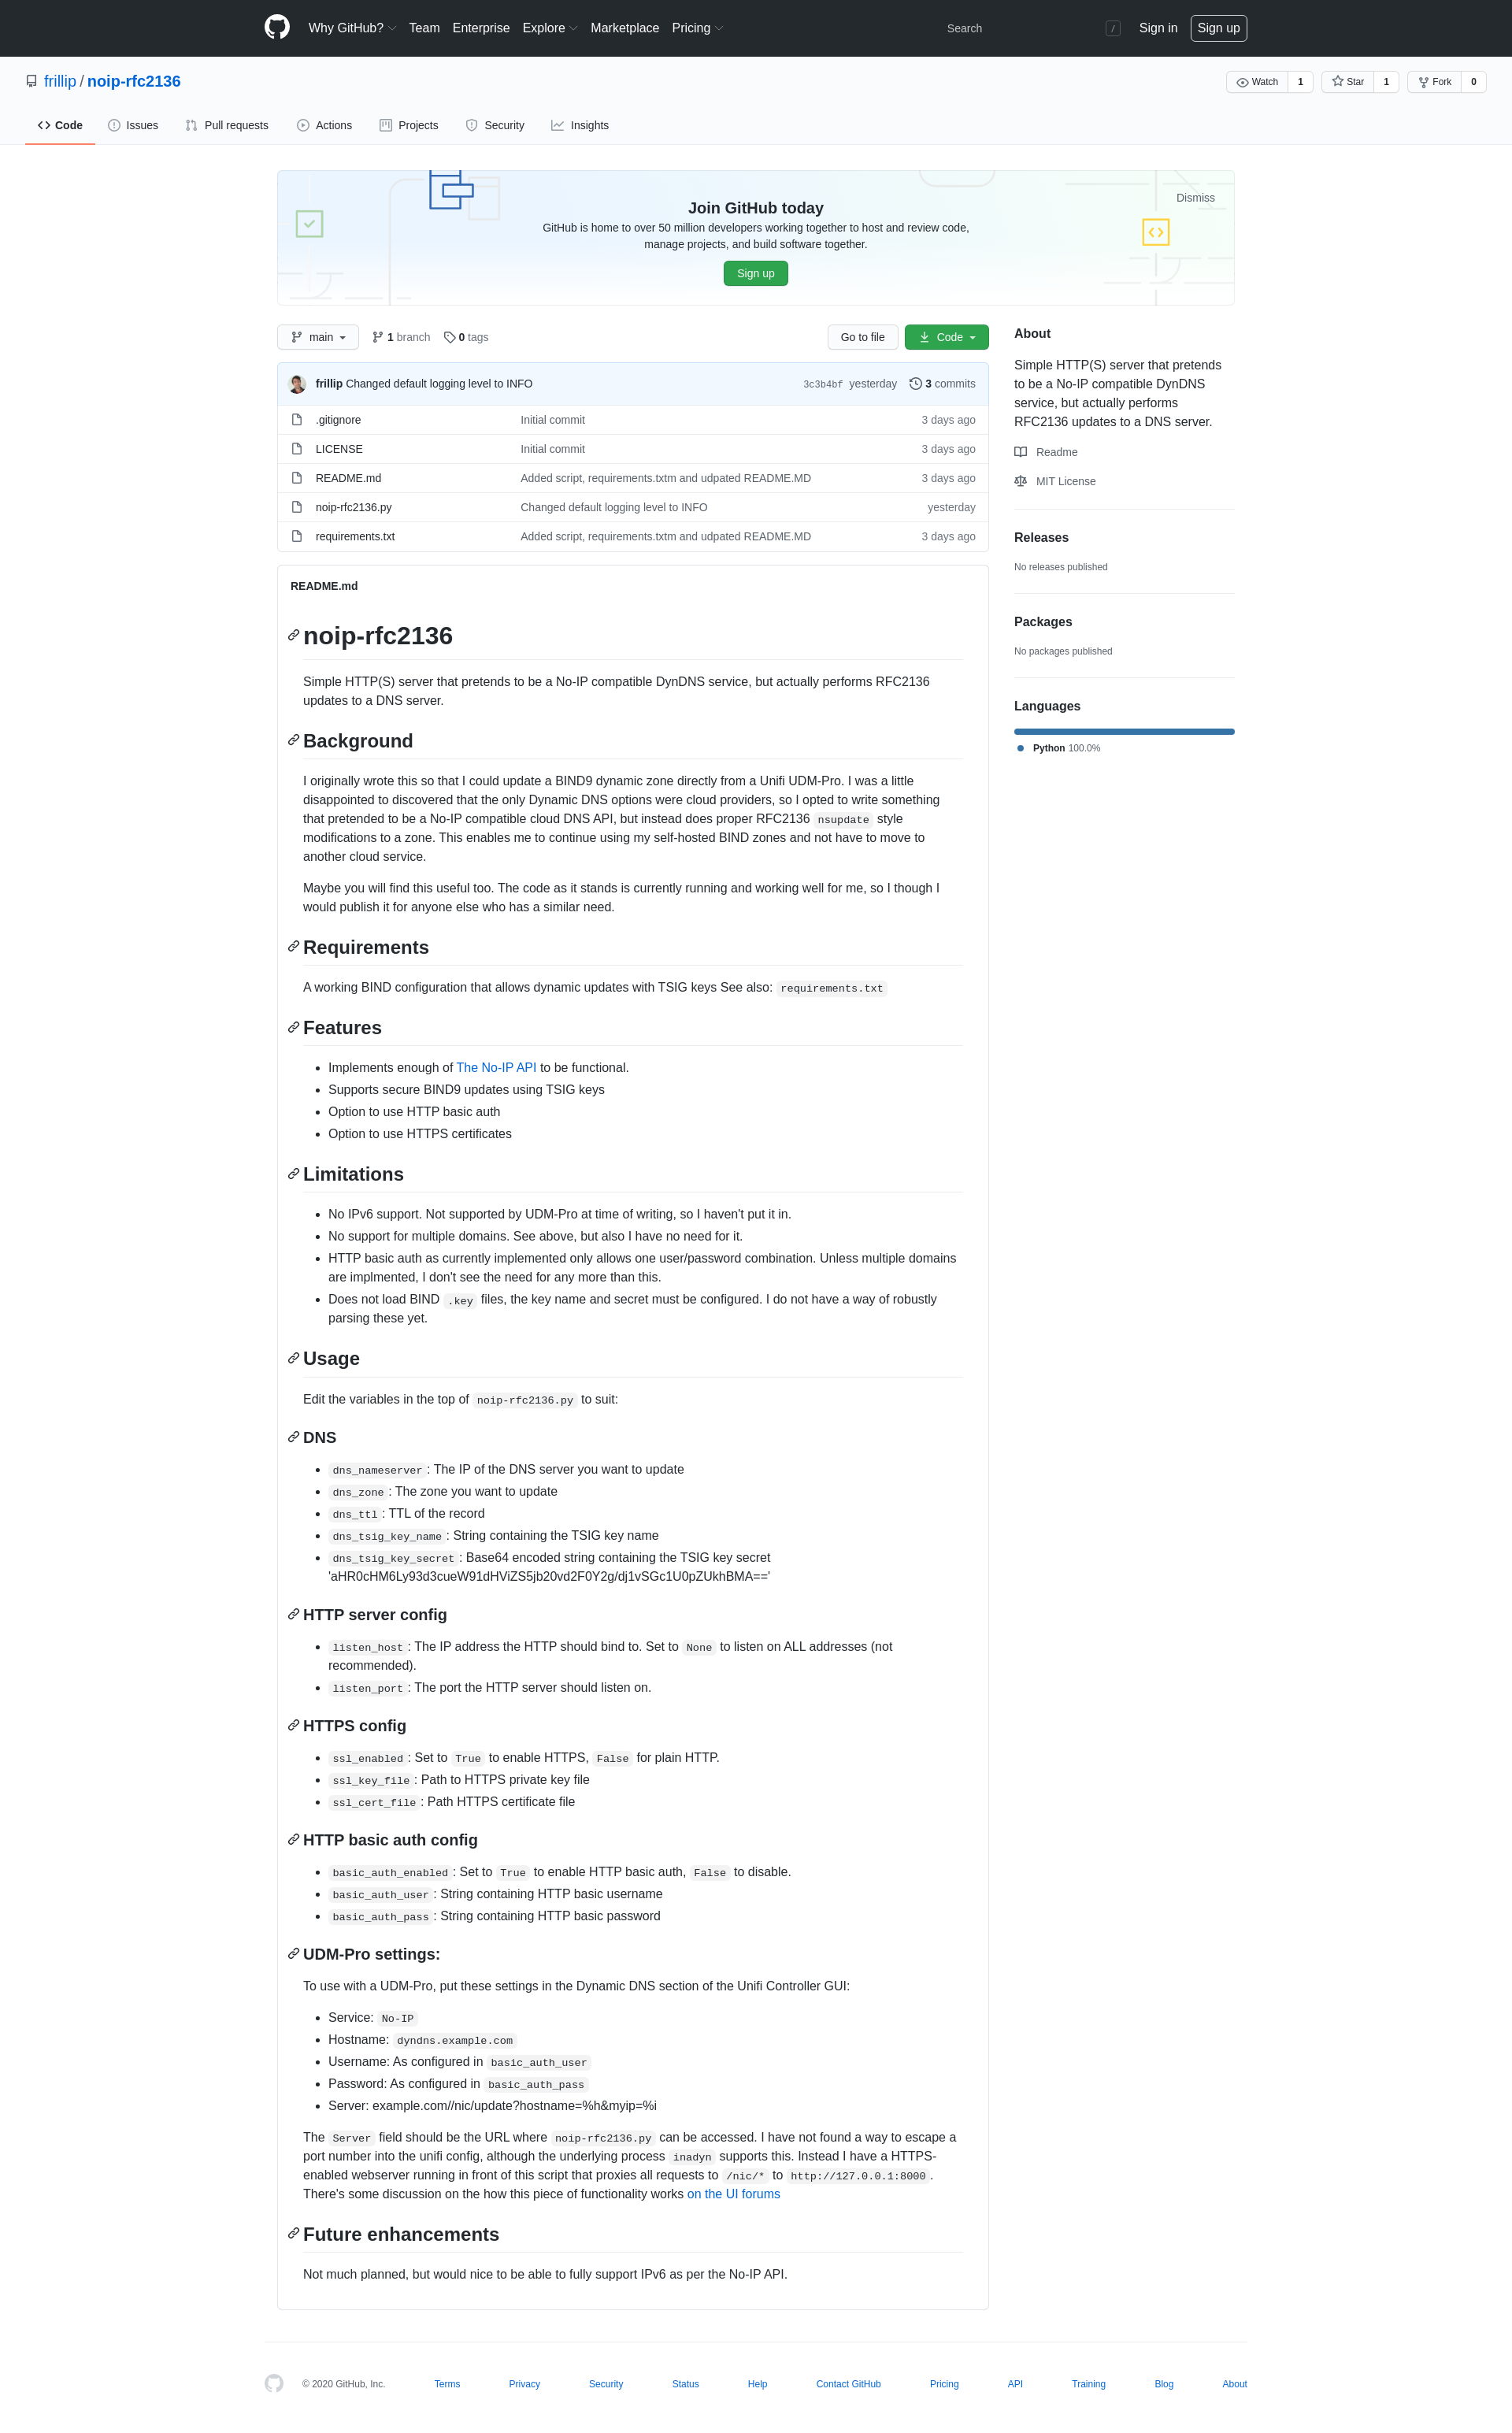 Why GitHub? Team Enterprise Explore Marketplace Pricing Search / Sign in Sign up
frillip / noip-rfc2136 Watch 1 Star 1 Fork 0
Code Issues Pull requests Actions Projects Security Insights
Dismiss
Join GitHub today
GitHub is home to over 50 million developers working together to host and review code,
manage projects, and build software together.
Sign up
main 1 branch 0 tags Go to file Code
frillip Changed default logging level to INFO 3c3b4bf yesterday 3 commits
.gitignore Initial commit 3 days ago
LICENSE Initial commit 3 days ago
README.md Added script, requirements.txtm and udpated README.MD 3 days ago
noip-rfc2136.py Changed default logging level to INFO yesterday
requirements.txt Added script, requirements.txtm and udpated README.MD 3 days ago
README.md
noip-rfc2136
Simple HTTP(S) server that pretends to be a No-IP compatible DynDNS service, but actually performs RFC2136
updates to a DNS server.
Background
I originally wrote this so that I could update a BIND9 dynamic zone directly from a Unifi UDM-Pro. I was a little
disappointed to discovered that the only Dynamic DNS options were cloud providers, so I opted to write something
that pretended to be a No-IP compatible cloud DNS API, but instead does proper RFC2136 nsupdate style
modifications to a zone. This enables me to continue using my self-hosted BIND zones and not have to move to
another cloud service.
Maybe you will find this useful too. The code as it stands is currently running and working well for me, so I though I
would publish it for anyone else who has a similar need.
Requirements
A working BIND configuration that allows dynamic updates with TSIG keys See also: requirements.txt
Features
Implements enough of The No-IP API to be functional.
Supports secure BIND9 updates using TSIG keys
Option to use HTTP basic auth
Option to use HTTPS certificates
Limitations
No IPv6 support. Not supported by UDM-Pro at time of writing, so I haven't put it in.
No support for multiple domains. See above, but also I have no need for it.
HTTP basic auth as currently implemented only allows one user/password combination. Unless multiple domains
are implmented, I don't see the need for any more than this.
Does not load BIND .key files, the key name and secret must be configured. I do not have a way of robustly
parsing these yet.
Usage
Edit the variables in the top of noip-rfc2136.py to suit:
DNS
dns_nameserver: The IP of the DNS server you want to update
dns_zone: The zone you want to update
dns_ttl: TTL of the record
dns_tsig_key_name: String containing the TSIG key name
dns_tsig_key_secret: Base64 encoded string containing the TSIG key secret
'aHR0cHM6Ly93d3cueW91dHViZS5jb20vd2F0Y2g/dj1vSGc1U0pZUkhBMA=='
HTTP server config
listen_host: The IP address the HTTP should bind to. Set to None to listen on ALL addresses (not
recommended).
listen_port: The port the HTTP server should listen on.
HTTPS config
ssl_enabled: Set to True to enable HTTPS, False for plain HTTP.
ssl_key_file: Path to HTTPS private key file
ssl_cert_file: Path HTTPS certificate file
HTTP basic auth config
basic_auth_enabled: Set to True to enable HTTP basic auth, False to disable.
basic_auth_user: String containing HTTP basic username
basic_auth_pass: String containing HTTP basic password
UDM-Pro settings:
To use with a UDM-Pro, put these settings in the Dynamic DNS section of the Unifi Controller GUI:
Service: No-IP
Hostname: dyndns.example.com
Username: As configured in basic_auth_user
Password: As configured in basic_auth_pass
Server: example.com//nic/update?hostname=%h&myip=%i
The Server field should be the URL where noip-rfc2136.py can be accessed. I have not found a way to escape a
port number into the unifi config, although the underlying process inadyn supports this. Instead I have a HTTPS-
enabled webserver running in front of this script that proxies all requests to /nic/* to http://127.0.0.1:8000.
There's some discussion on the how this piece of functionality works on the UI forums
Future enhancements
Not much planned, but would nice to be able to fully support IPv6 as per the No-IP API.
About
Simple HTTP(S) server that pretends
to be a No-IP compatible DynDNS
service, but actually performs
RFC2136 updates to a DNS server.
Readme
MIT License
Releases
No releases published
Packages
No packages published
Languages
Python 100.0%
© 2020 GitHub, Inc. Terms Privacy Security Status Help Contact GitHub Pricing API Training Blog About